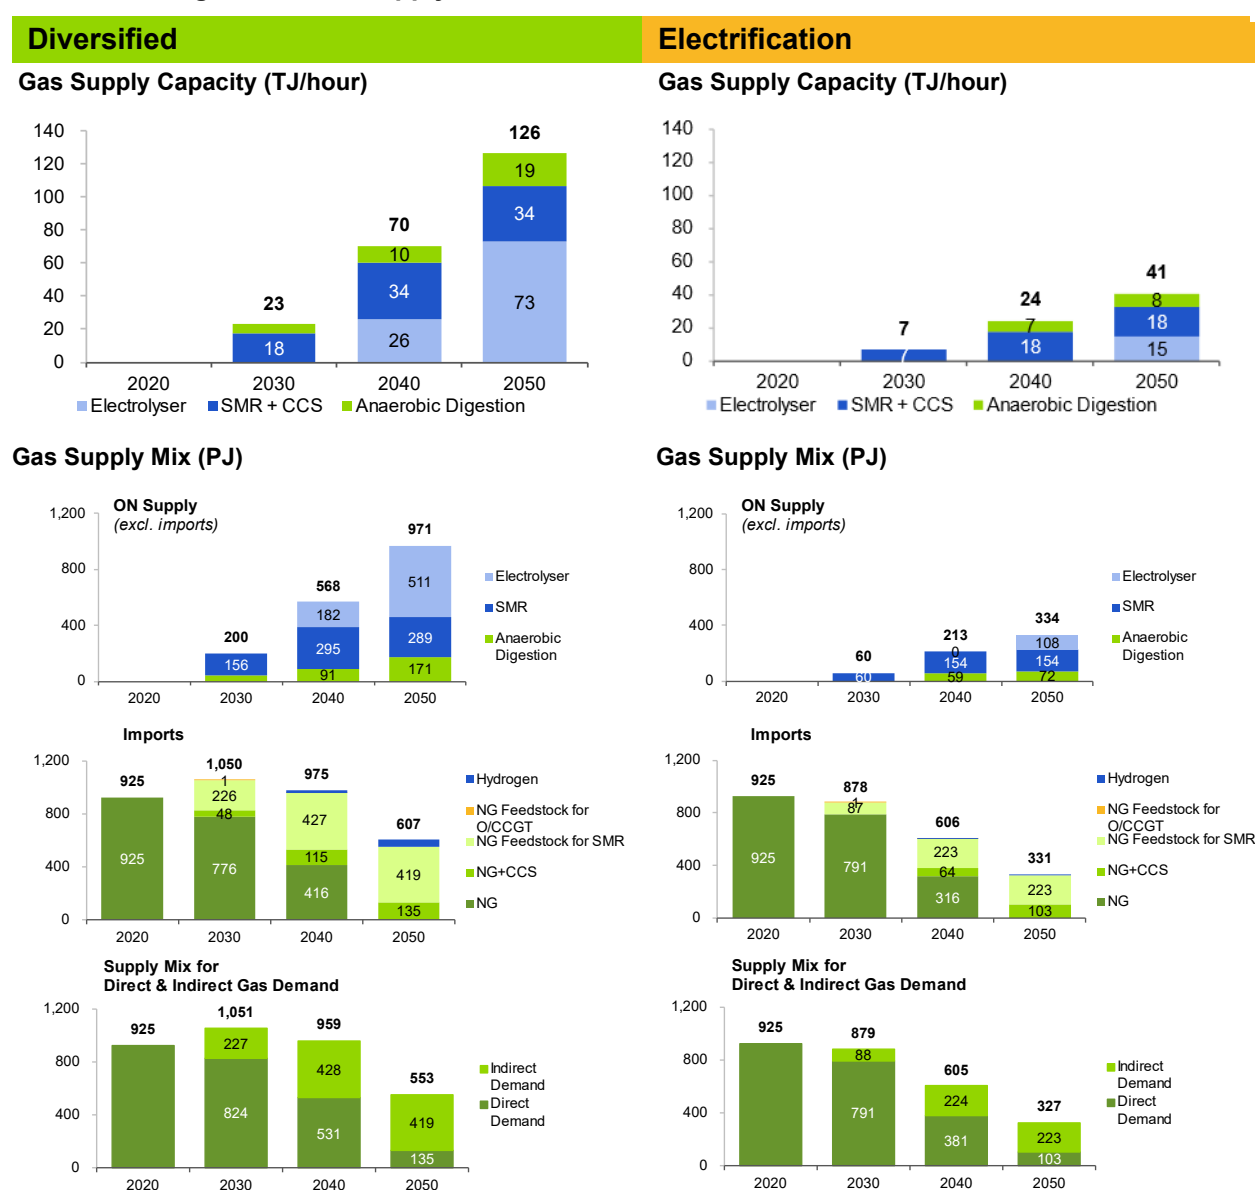 Diversified
Electrification
Gas Supply Capacity (TJ/hour)
140
120
100
80
60
40
20
0
23
18
70
10
34
26
126
19
34
73
2020 2030 2040 2050
Electrolyser SMR + CCS Anaerobic Digestion
Gas Supply Capacity (TJ/hour)
140
120
100
80
60
40
20
0
7
7
24
7
18
41
8
18
15
2020 2030 2040 2050
Electrolyser SMR + CCS Anaerobic Digestion
Gas Supply Mix (PJ)
ON Supply
(excl. imports)
1,200
800
400
0
200
156
568
182
295
91
971
511
289
171
2020 2030 2040 2050
Electrolyser
SMR
Anaerobic
Digestion
Imports
1,200
800
400
0
925
925
1,050
1
226
48
776
975
427
115
416
607
419
135
2020 2030 2040 2050
Hydrogen
NG Feedstock for
O/CCGT
NG Feedstock for SMR
NG+CCS
NG
Supply Mix for
Direct & Indirect Gas Demand
1,200
800
400
0
925
1,051
227
824
959
428
531
553
419
135
2020 2030 2040 2050
Indirect
Demand
Direct
Demand
Gas Supply Mix (PJ)
ON Supply
(excl. imports)
1,200
800
400
0
60
60
213
0
154
59
334
108
154
72
2020 2030 2040 2050
Electrolyser
SMR
Anaerobic
Digestion
Imports
1,200
800
400
0
925
925
878
1
87
791
606
223
64
316
331
223
103
2020 2030 2040 2050
Hydrogen
NG Feedstock for
O/CCGT
NG Feedstock for SMR
NG+CCS
NG
Supply Mix for
Direct & Indirect Gas Demand
1,200
800
400
0
925
879
88
791
605
224
381
327
223
103
2020 2030 2040 2050
Indirect
Demand
Direct
Demand